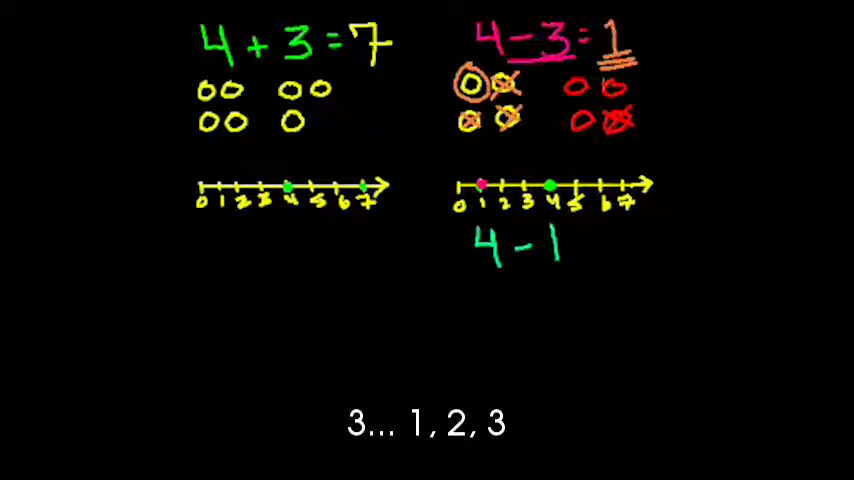 4 + 3 = 7
4 - 3 = 1
0 1 2 3 4 5 6 7
0 1 2 3 4 5 6 7
4 - 1
3... 1, 2, 3